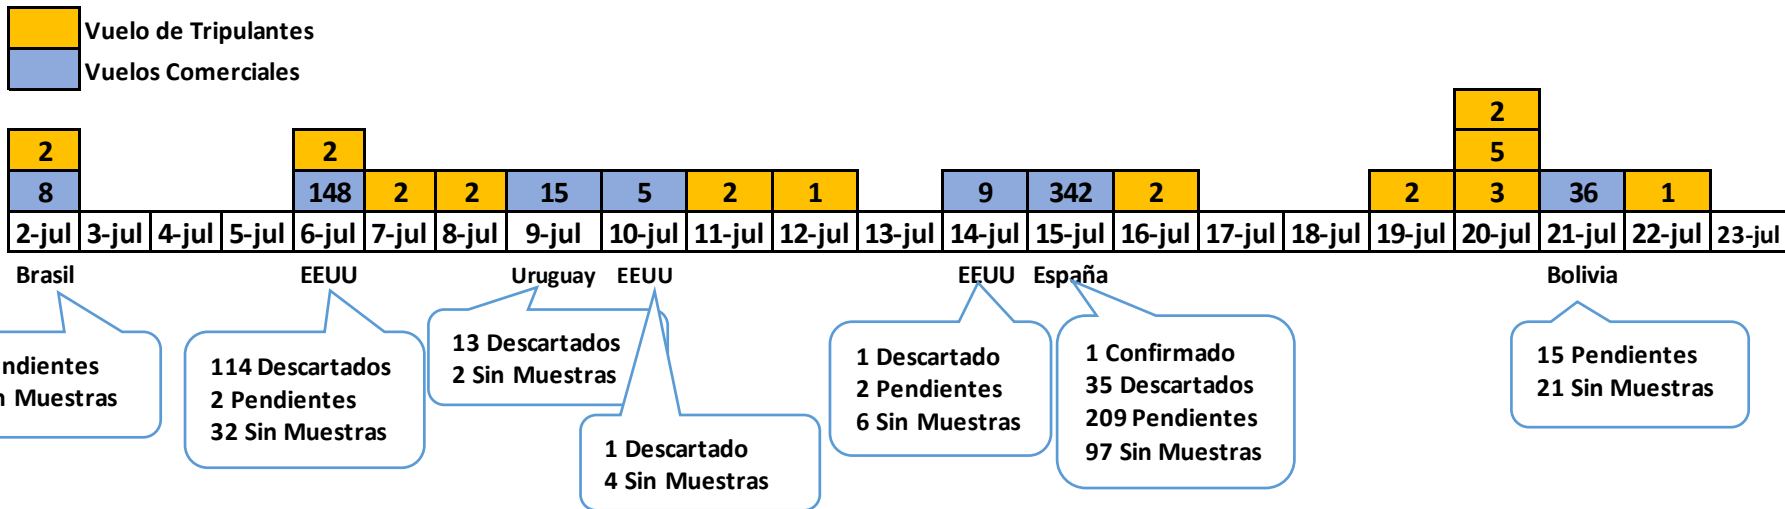 Vuelo de Tripulantes
Vuelos Comerciales
2
2 2 5
8 148 2 2 15 5 2 1 9 342 2 2 3 36 1
2-jul 3-jul 4-jul 5-jul 6-jul 7-jul 8-jul 9-jul 10-jul 11-jul 12-jul 13-jul 14-jul 15-jul 16-jul 17-jul 18-jul 19-jul 20-jul 21-jul 22-jul 23-jul
Brasil EEUU Uruguay EEUU EEUU España Bolivia
Muestras
114 Descartados
2 Pendientes
32 Sin Muestras
13 Descartados
2 Sin Muestras
1 Descartado
4 Sin Muestras
1 Descartado
2 Pendientes
6 Sin Muestras
1 Confirmado
35 Descartados
209 Pendientes
97 Sin Muestras
15 Pendientes
21 Sin Muestras